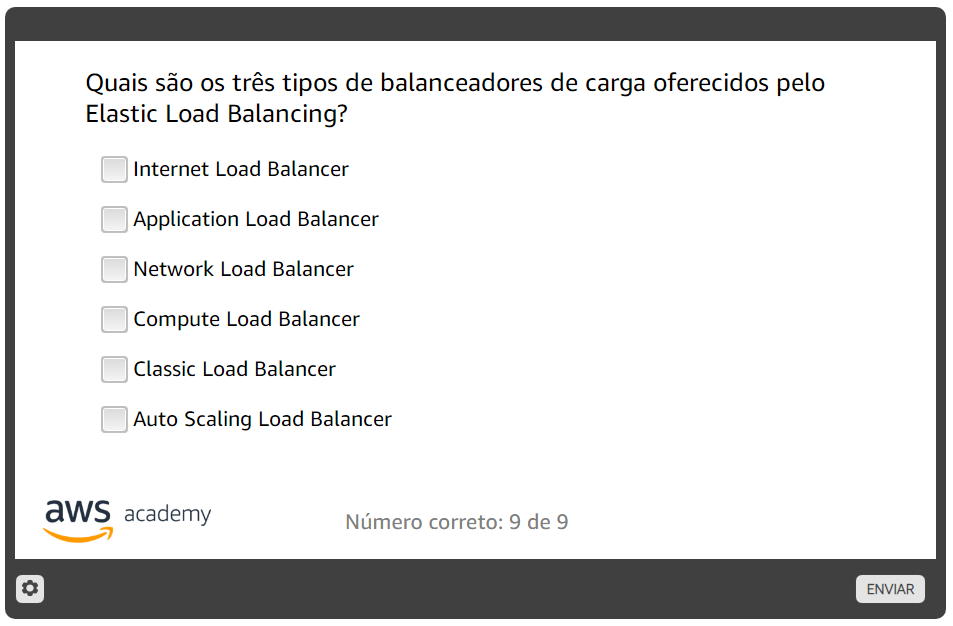 Quais são os três tipos de balanceadores de carga oferecidos pelo
Elastic Load Balancing?
Internet Load Balancer
Application Load Balancer
Network Load Balancer
Compute Load Balancer
Classic Load Balancer
Auto Scaling Load Balancer
aws academy
Número correto: 9 de 9
ENVIAR